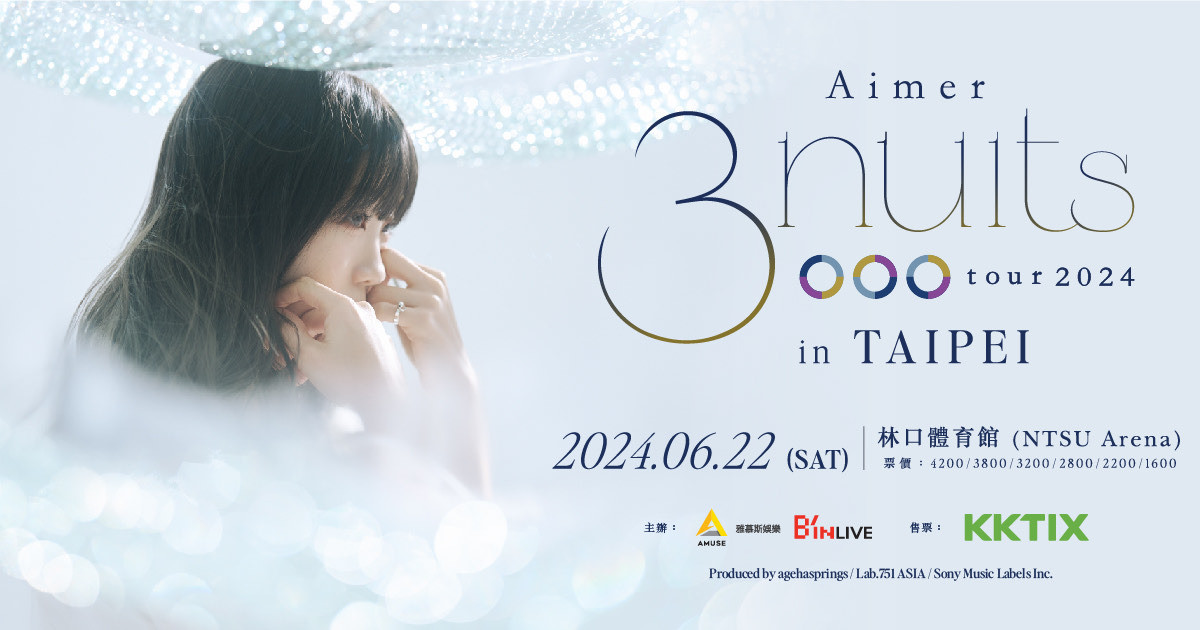 Aimer
3 nuits
tour 2024
in TAIPEI
2024.06.22 (SAT)
林口體育館 (NTSU Arena)
票價：4200/3800/3200/2800/2200/1600
主辦：
AMUSE
雅慕斯娛樂
B'IN LIVE
售票：
KKTIX
Produced by agehasprings / Lab.751 ASIA / Sony Music Labels Inc.